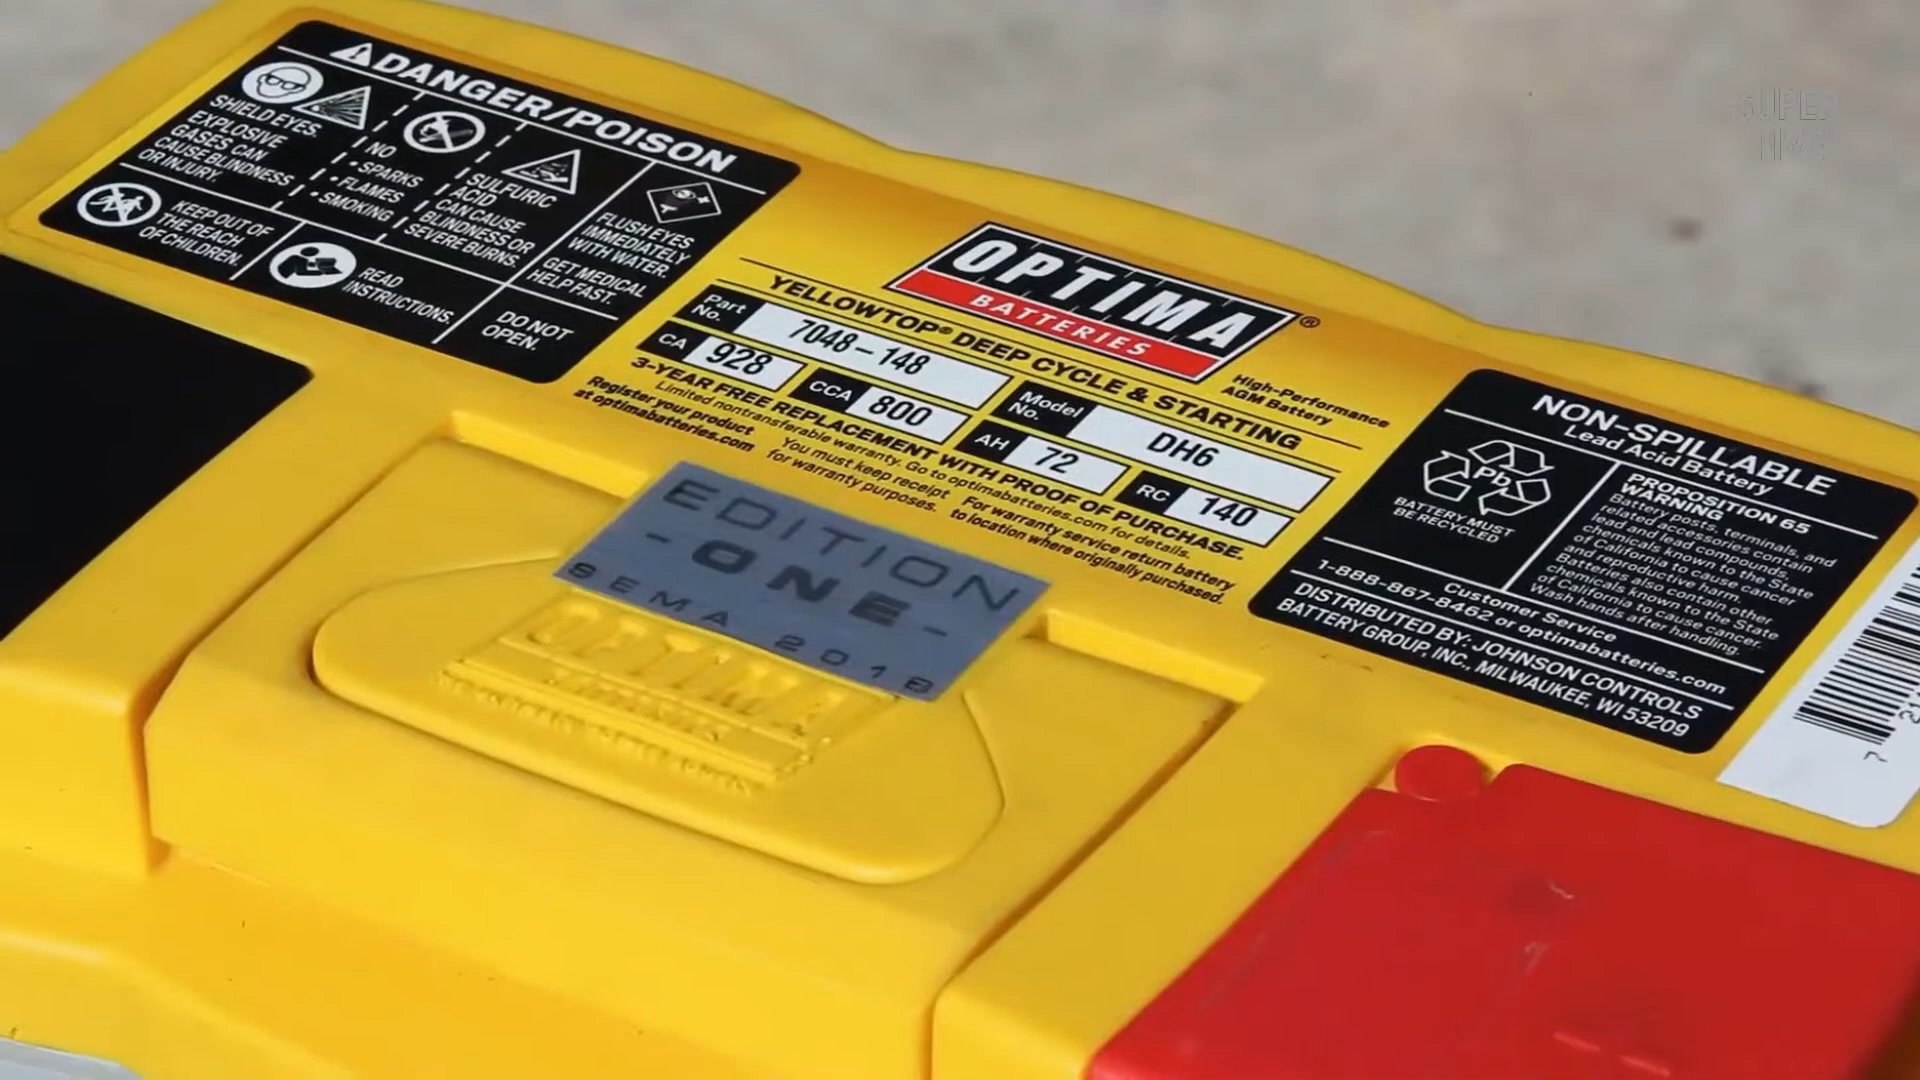 DANGER/POISON
SHIELD EYES.
EXPLOSIVE
GASES CAN
CAUSE BLINDNESS
OR INJURY.
NO
• SPARKS
• FLAMES
• SMOKING
SULFURIC
ACID
CAN CAUSE
BLINDNESS OR
SEVERE BURNS.
FLUSH EYES
IMMEDIATELY
WITH WATER.
GET MEDICAL
HELP FAST.
KEEP OUT OF
THE REACH
OF CHILDREN.
READ
INSTRUCTIONS.
DO NOT
OPEN.
OPTIMA®
BATTERIES
High-Performance
AGM Battery
YELLOWTOP® DEEP CYCLE & STARTING
Part No. 7048-148
Model No. DH6
CA 928
CCA 800
AH 72
RC 140
3-YEAR FREE REPLACEMENT WITH PROOF OF PURCHASE.
Limited nontransferable warranty. Go to optimabatteries.com for details.
Register your product
at optimabatteries.com
You must keep receipt
for warranty purposes.
For warranty service return battery
to location where originally purchased.
EDITION
- ONE -
SEMA 2018
OPTIMA
BATTERIES
NON-SPILLABLE
Lead Acid Battery
Pb
BATTERY MUST
BE RECYCLED
PROPOSITION 65
WARNING
Battery posts, terminals, and
related accessories contain
lead and lead compounds,
chemicals known to the State
of California to cause cancer
and reproductive harm.
Batteries also contain other
chemicals known to the State
of California to cause cancer.
Wash hands after handling.
Customer Service
1-888-867-8462 or optimabatteries.com
DISTRIBUTED BY: JOHNSON CONTROLS
BATTERY GROUP, INC., MILWAUKEE, WI 53209
7
SUPER